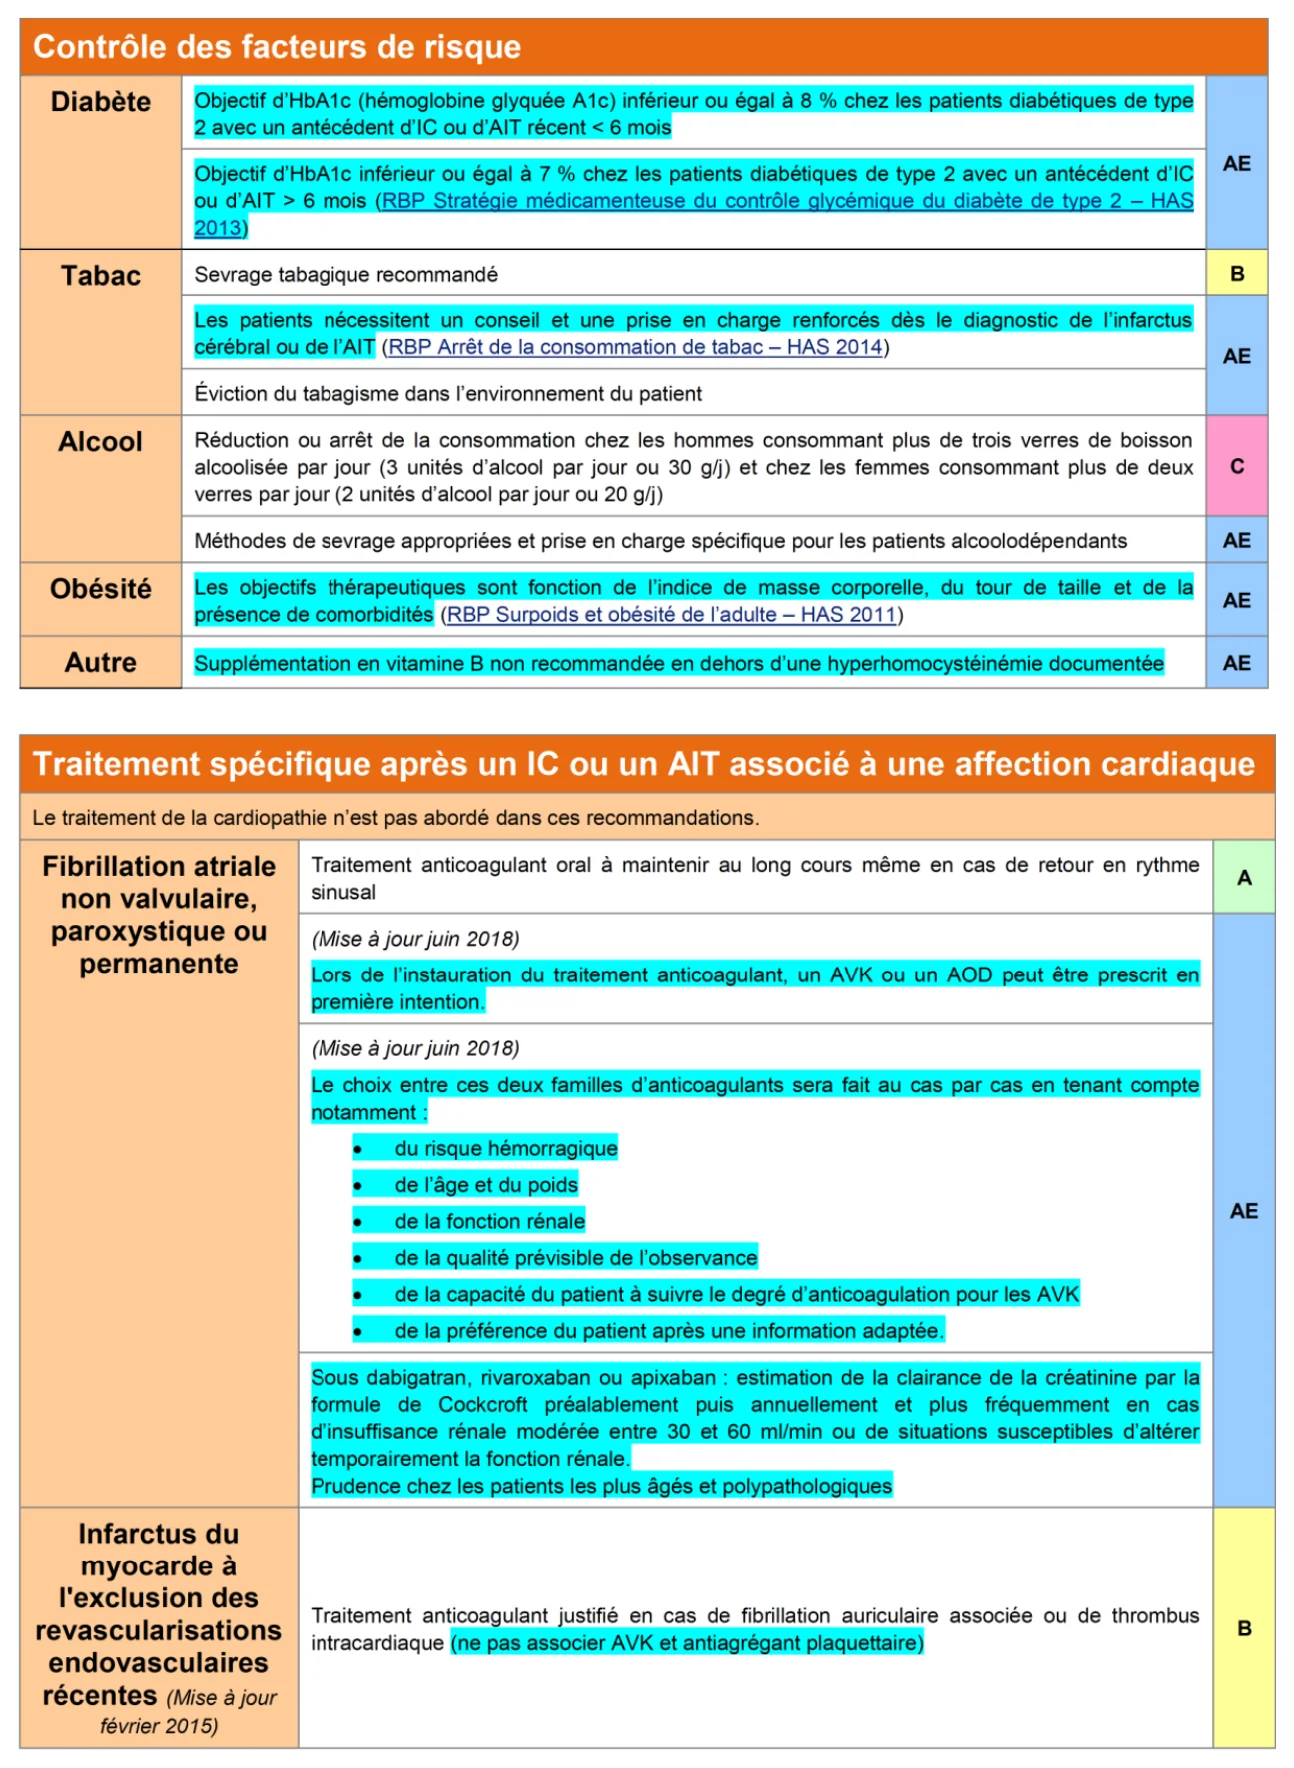 Contrôle des facteurs de risque
Diabète
Objectif d’HbA1c (hémoglobine glyquée A1c) inférieur ou égal à 8 % chez les patients diabétiques de type
2 avec un antécédent d’IC ou d’AIT récent < 6 mois
Objectif d’HbA1c inférieur ou égal à 7 % chez les patients diabétiques de type 2 avec un antécédent d’IC
ou d’AIT > 6 mois (RBP Stratégie médicamenteuse du contrôle glycémique du diabète de type 2 – HAS
2013)
AE
Tabac
Sevrage tabagique recommandé
B
Les patients nécessitent un conseil et une prise en charge renforcés dès le diagnostic de l’infarctus
cérébral ou de l’AIT (RBP Arrêt de la consommation de tabac – HAS 2014)
Éviction du tabagisme dans l’environnement du patient
AE
Alcool
Réduction ou arrêt de la consommation chez les hommes consommant plus de trois verres de boisson
alcoolisée par jour (3 unités d’alcool par jour ou 30 g/j) et chez les femmes consommant plus de deux
verres par jour (2 unités d’alcool par jour ou 20 g/j)
C
Méthodes de sevrage appropriées et prise en charge spécifique pour les patients alcoolodépendants
AE
Obésité
Les objectifs thérapeutiques sont fonction de l’indice de masse corporelle, du tour de taille et de la
présence de comorbidités (RBP Surpoids et obésité de l’adulte – HAS 2011)
AE
Autre
Supplémentation en vitamine B non recommandée en dehors d’une hyperhomocystéinémie documentée
AE
Traitement spécifique après un IC ou un AIT associé à une affection cardiaque
Le traitement de la cardiopathie n’est pas abordé dans ces recommandations.
Fibrillation atriale
non valvulaire,
paroxystique ou
permanente
Traitement anticoagulant oral à maintenir au long cours même en cas de retour en rythme
sinusal
A
(Mise à jour juin 2018)
Lors de l’instauration du traitement anticoagulant, un AVK ou un AOD peut être prescrit en
première intention.
(Mise à jour juin 2018)
Le choix entre ces deux familles d’anticoagulants sera fait au cas par cas en tenant compte
notamment :
• du risque hémorragique
• de l’âge et du poids
• de la fonction rénale
• de la qualité prévisible de l’observance
• de la capacité du patient à suivre le degré d’anticoagulation pour les AVK
• de la préférence du patient après une information adaptée.
Sous dabigatran, rivaroxaban ou apixaban : estimation de la clairance de la créatinine par la
formule de Cockcroft préalablement puis annuellement et plus fréquemment en cas
d’insuffisance rénale modérée entre 30 et 60 ml/min ou de situations susceptibles d’altérer
temporairement la fonction rénale.
Prudence chez les patients les plus âgés et polypathologiques
AE
Infarctus du
myocarde à
l'exclusion des
revascularisations
endovasculaires
récentes (Mise à jour
février 2015)
Traitement anticoagulant justifié en cas de fibrillation auriculaire associée ou de thrombus
intracardiaque (ne pas associer AVK et antiagrégant plaquettaire)
B